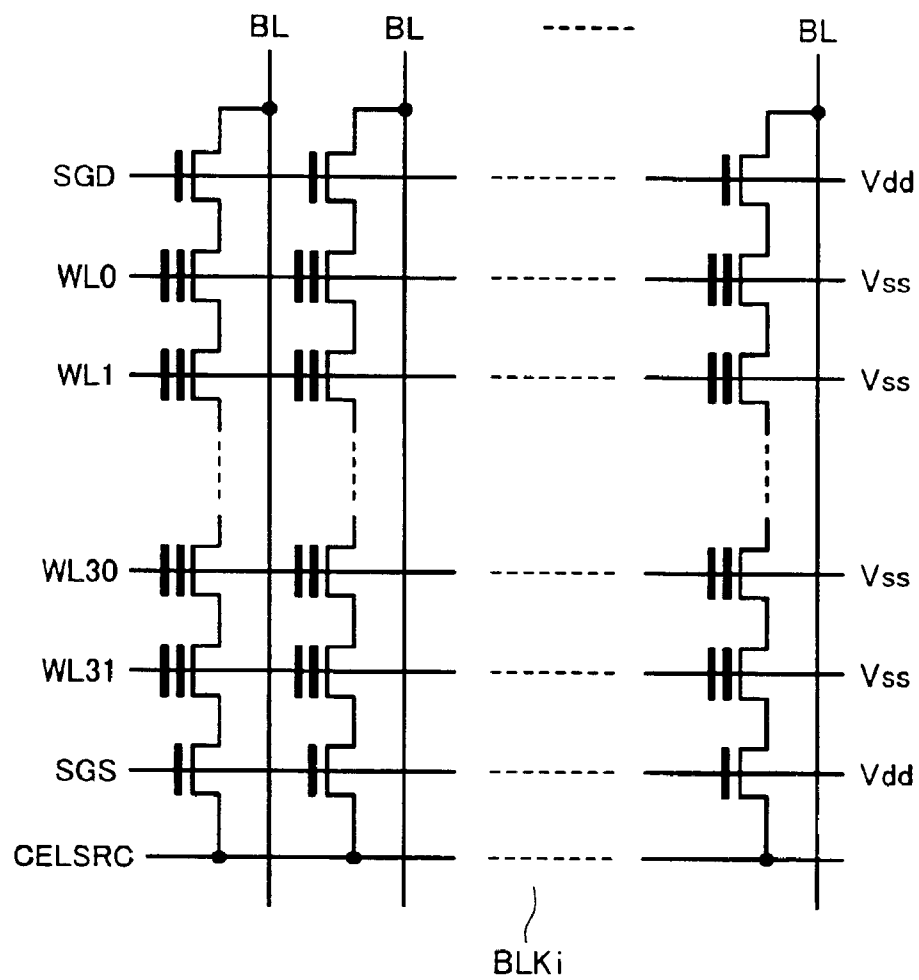 BL BL BL
SGD Vdd
WL0 Vss
WL1 Vss
WL30 Vss
WL31 Vss
SGS Vdd
CELSRC
BLKi